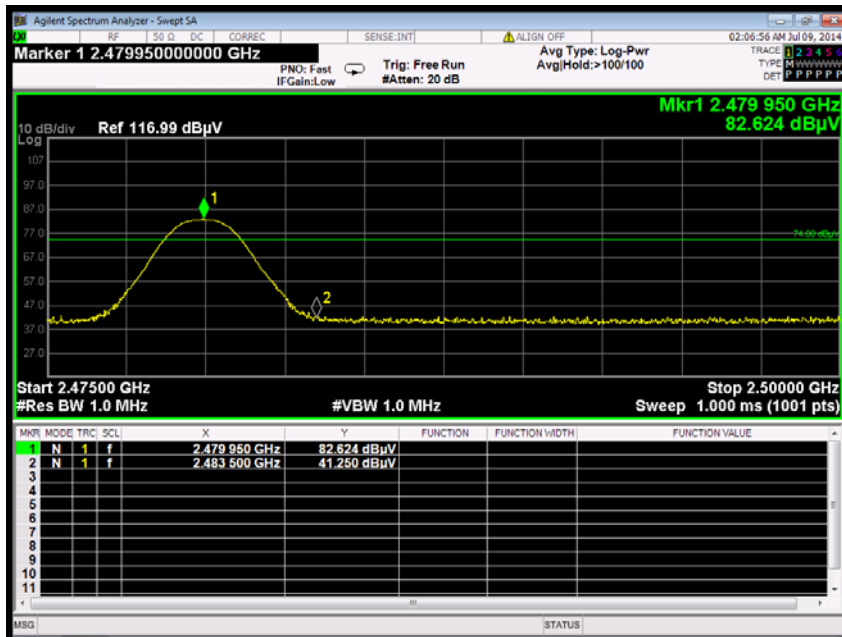 Agilent Spectrum Analyzer - Swept SA
RF 50 Ω DC CORREC SENSE:INT ALIGN OFF 02:06:56 AM Jul 09, 2014
Marker 1 2.479950000000 GHz
PNO: Fast
IFGain:Low
Trig: Free Run
#Atten: 20 dB
Avg Type: Log-Pwr
Avg|Hold:>100/100
TRACE 1 2 3 4 5 6
TYPE M WWWWW
DET P P P P P P
Mkr1 2.479 950 GHz
82.624 dBµV
10 dB/div Ref 116.99 dBµV
Log
107
97.0
87.0
77.0
67.0
57.0
47.0
37.0
27.0
1
2
74.00 dBµV
Start 2.47500 GHz Stop 2.50000 GHz
#Res BW 1.0 MHz #VBW 1.0 MHz Sweep 1.000 ms (1001 pts)
MKR MODE TRC SCL X Y FUNCTION FUNCTION WIDTH FUNCTION VALUE
1 N 1 f 2.479 950 GHz 82.624 dBµV
2 N 1 f 2.483 500 GHz 41.250 dBµV
3
4
5
6
7
8
9
10
11
MSG STATUS